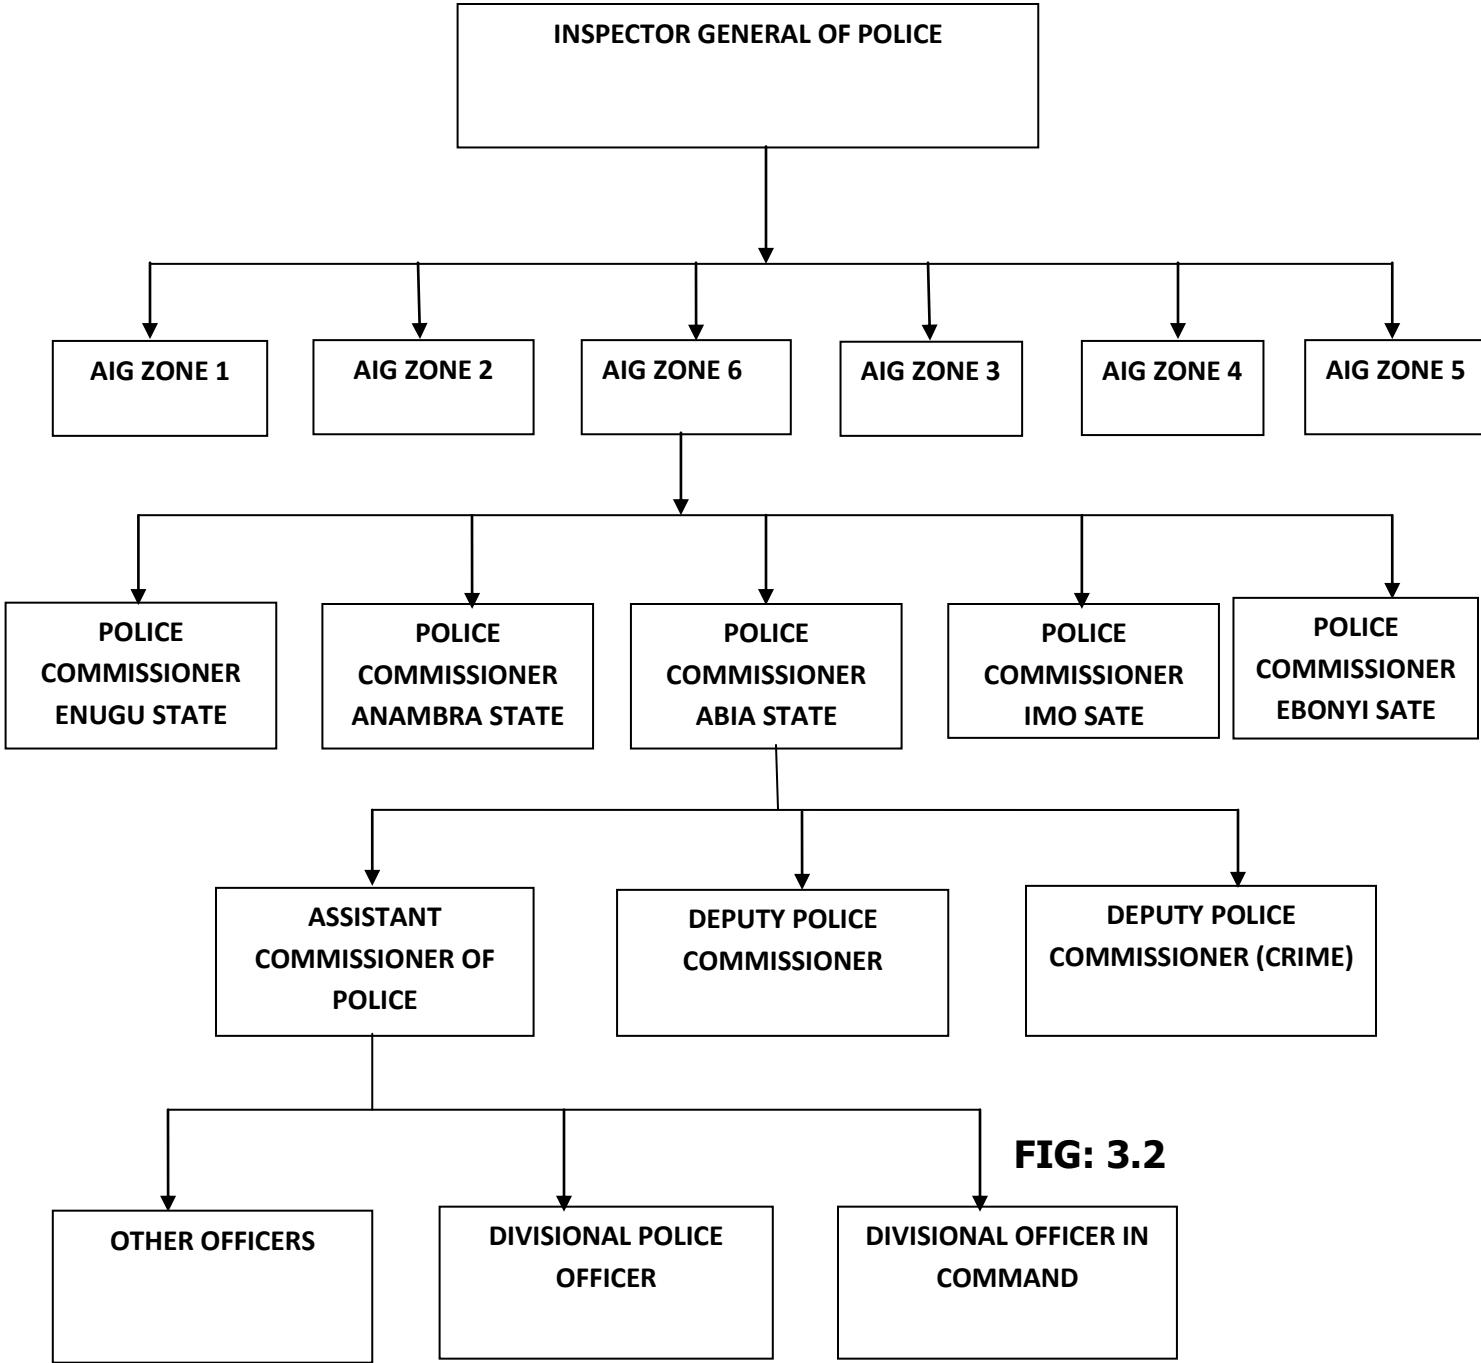 INSPECTOR GENERAL OF POLICE
AIG ZONE 1
AIG ZONE 2
AIG ZONE 6
AIG ZONE 3
AIG ZONE 4
AIG ZONE 5
POLICE
COMMISSIONER
ENUGU STATE
POLICE
COMMISSIONER
ANAMBRA STATE
POLICE
COMMISSIONER
ABIA STATE
POLICE
COMMISSIONER
IMO SATE
POLICE
COMMISSIONER
EBONYI SATE
ASSISTANT
COMMISSIONER OF
POLICE
DEPUTY POLICE
COMMISSIONER
DEPUTY POLICE
COMMISSIONER (CRIME)
FIG: 3.2
OTHER OFFICERS
DIVISIONAL POLICE
OFFICER
DIVISIONAL OFFICER IN
COMMAND